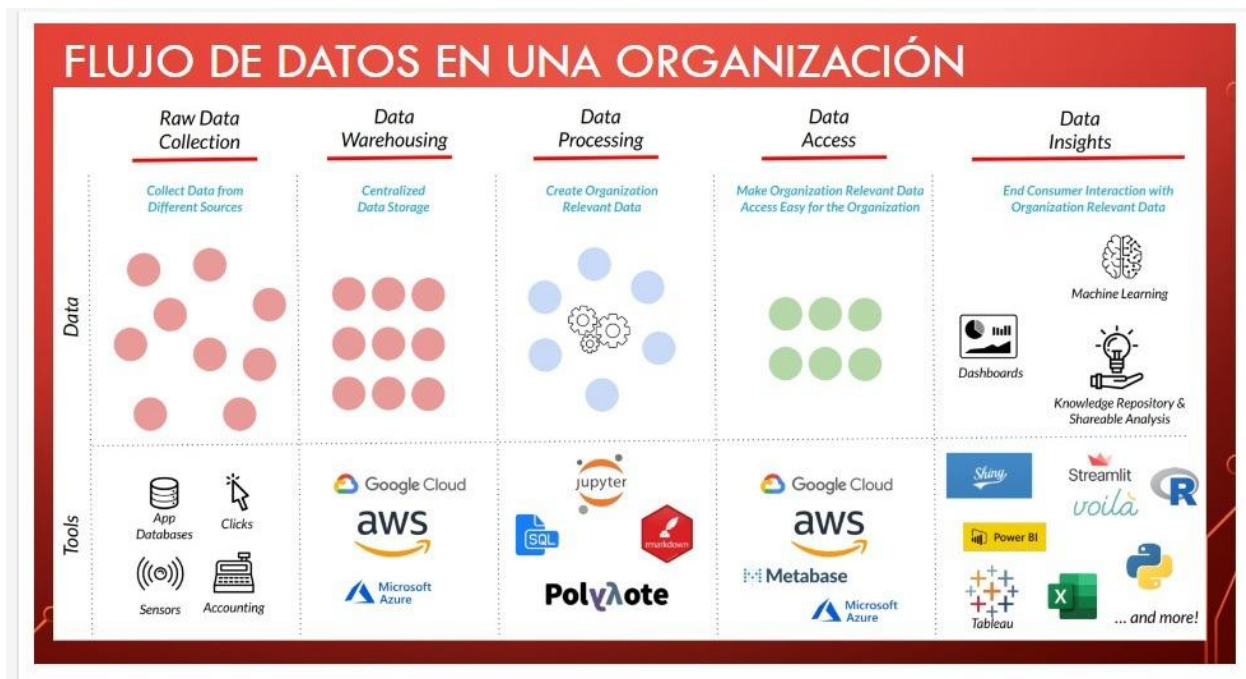 FLUJO DE DATOS EN UNA ORGANIZACIÓN
Raw Data
Collection
Data
Warehousing
Data
Processing
Data
Access
Data
Insights
Collect Data from
Different Sources
Centralized
Data Storage
Create Organization
Relevant Data
Make Organization Relevant Data
Access Easy for the Organization
End Consumer Interaction with
Organization Relevant Data
Data
Machine Learning
Dashboards
Knowledge Repository &
Shareable Analysis
Tools
App
Databases
Clicks
Sensors
Accounting
Google Cloud
aws
Microsoft
Azure
jupyter
SQL
rmarkdown
Polyλote
Google Cloud
aws
Metabase
Microsoft
Azure
Shiny
Streamlit
voilà
R
Power BI
Tableau
X
... and more!